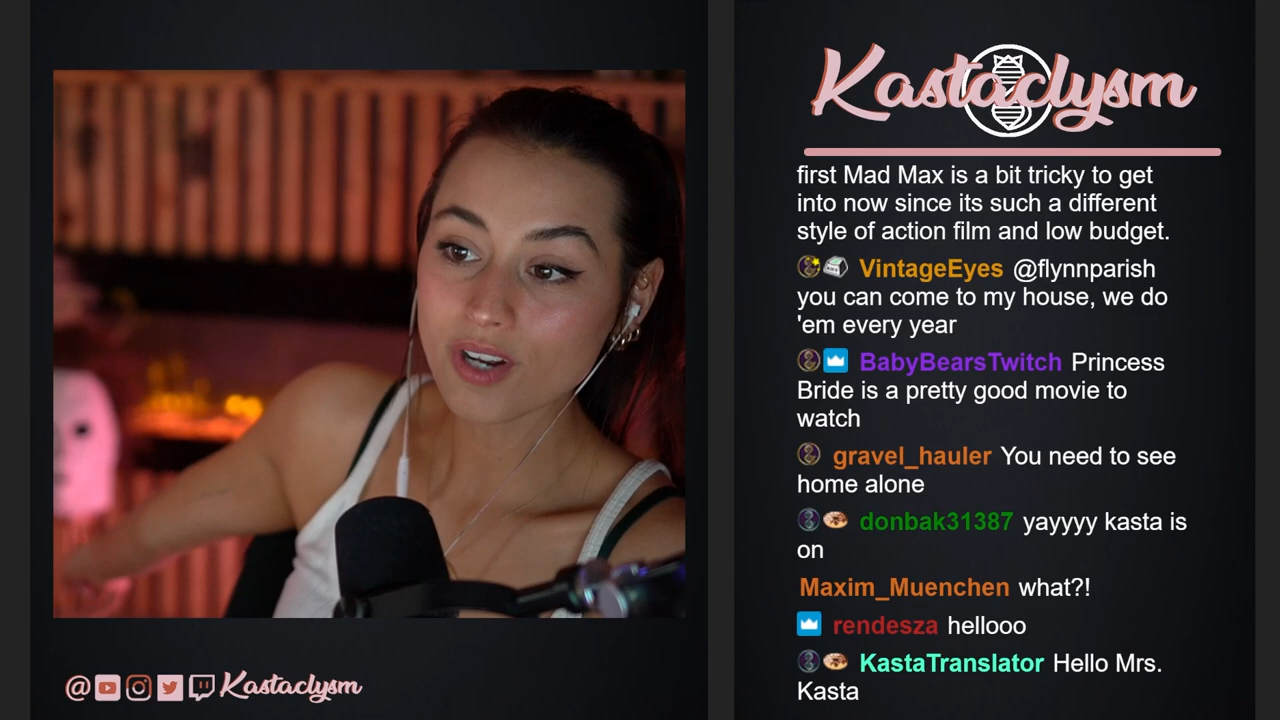 Kastaclysm
first Mad Max is a bit tricky to get
into now since its such a different
style of action film and low budget.
VintageEyes @flynnparish
you can come to my house, we do
'em every year
BabyBearsTwitch Princess
Bride is a pretty good movie to
watch
gravel_hauler You need to see
home alone
donbak31387 yayyyy kasta is
on
Maxim_Muenchen what?!
rendesza hellooo
KastaTranslator Hello Mrs.
Kasta
@ Kastaclysm